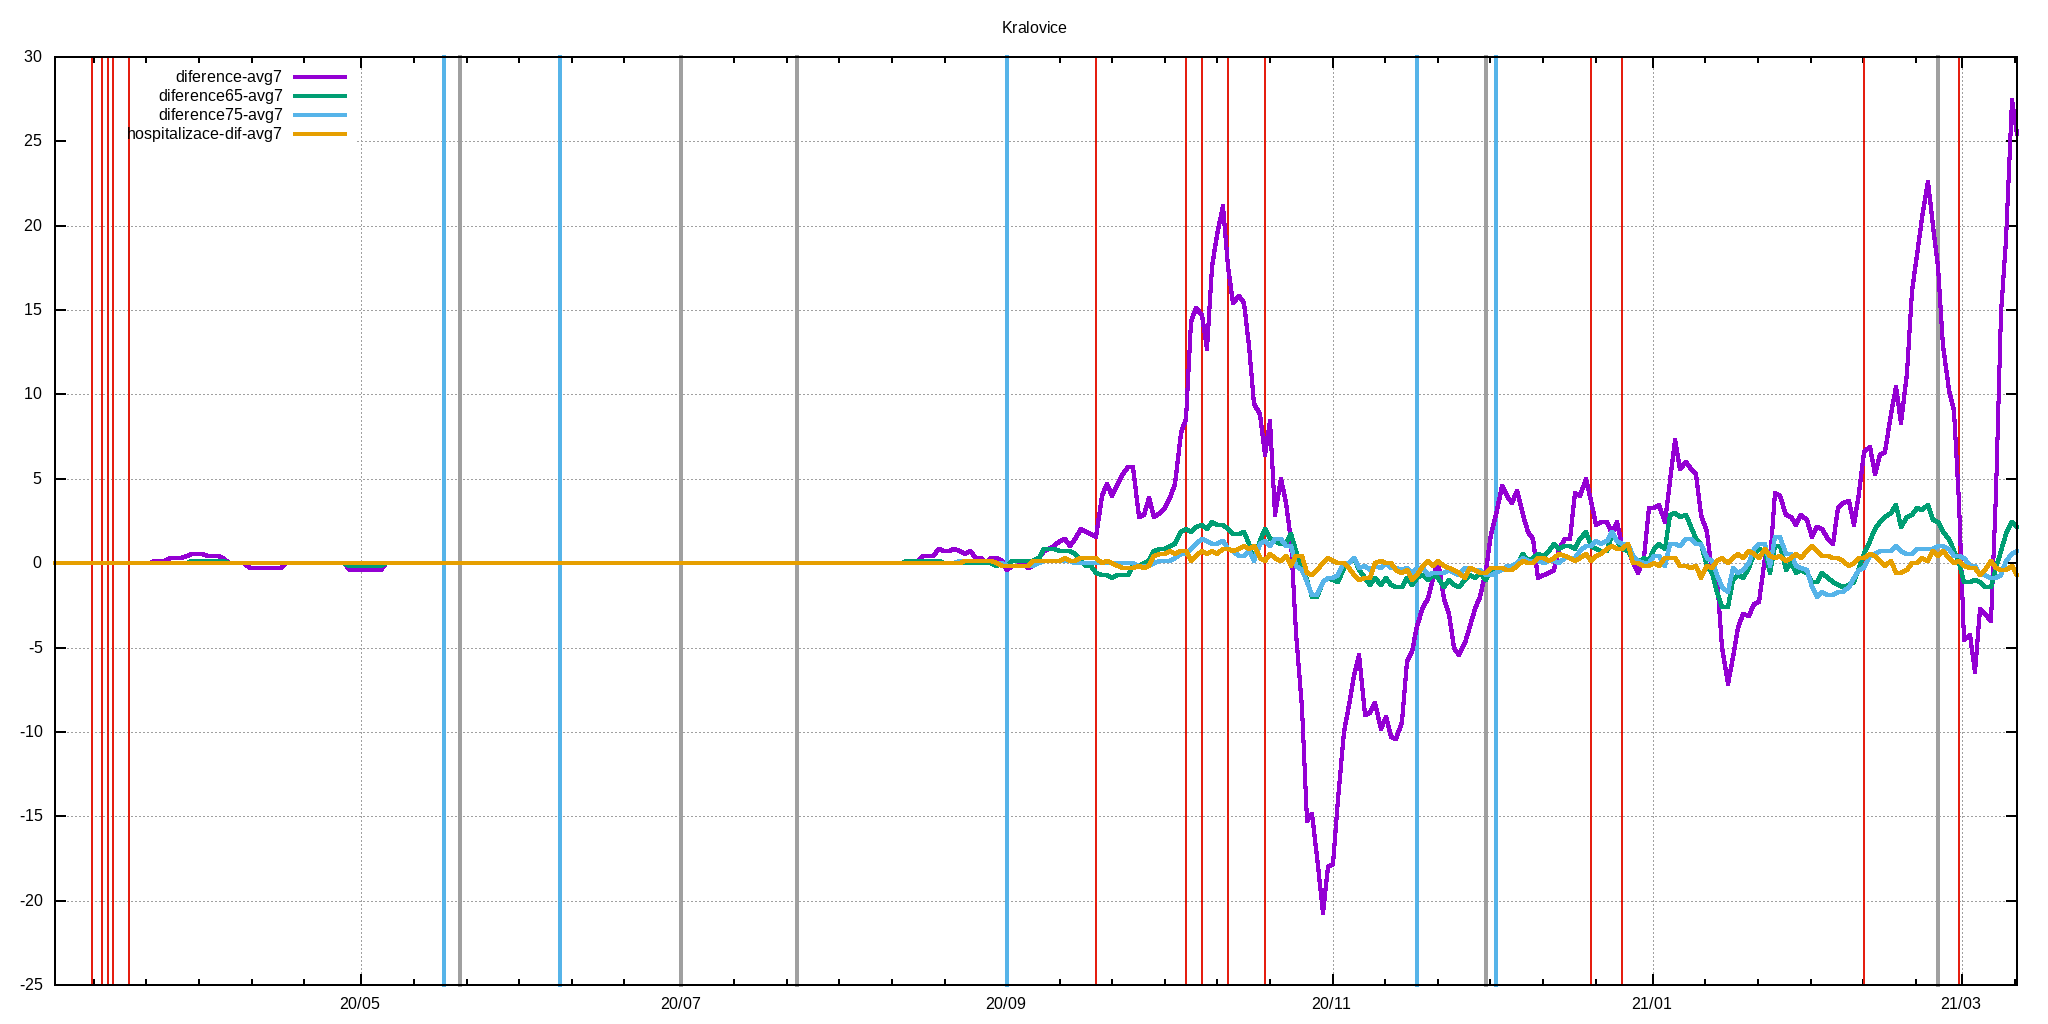 Kralovice
30
diference-avg7
diference65-avg7
diference75-avg7
hospitalizace-dif-avg7
25
20
15
10
5
0
-5
-10
-15
-20
-25
20/05 20/07 20/09 20/11 21/01 21/03